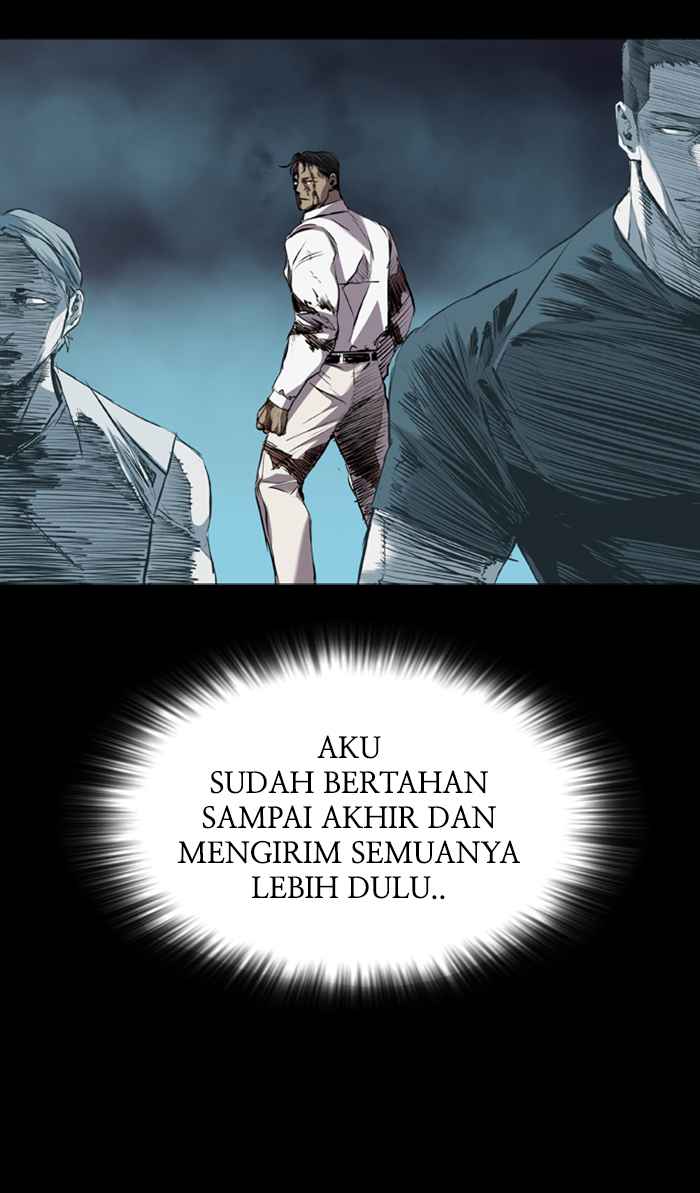 AKU
SUDAH BERTAHAN
SAMPAI AKHIR DAN
MENGIRIM SEMUANYA
LEBIH DULU..